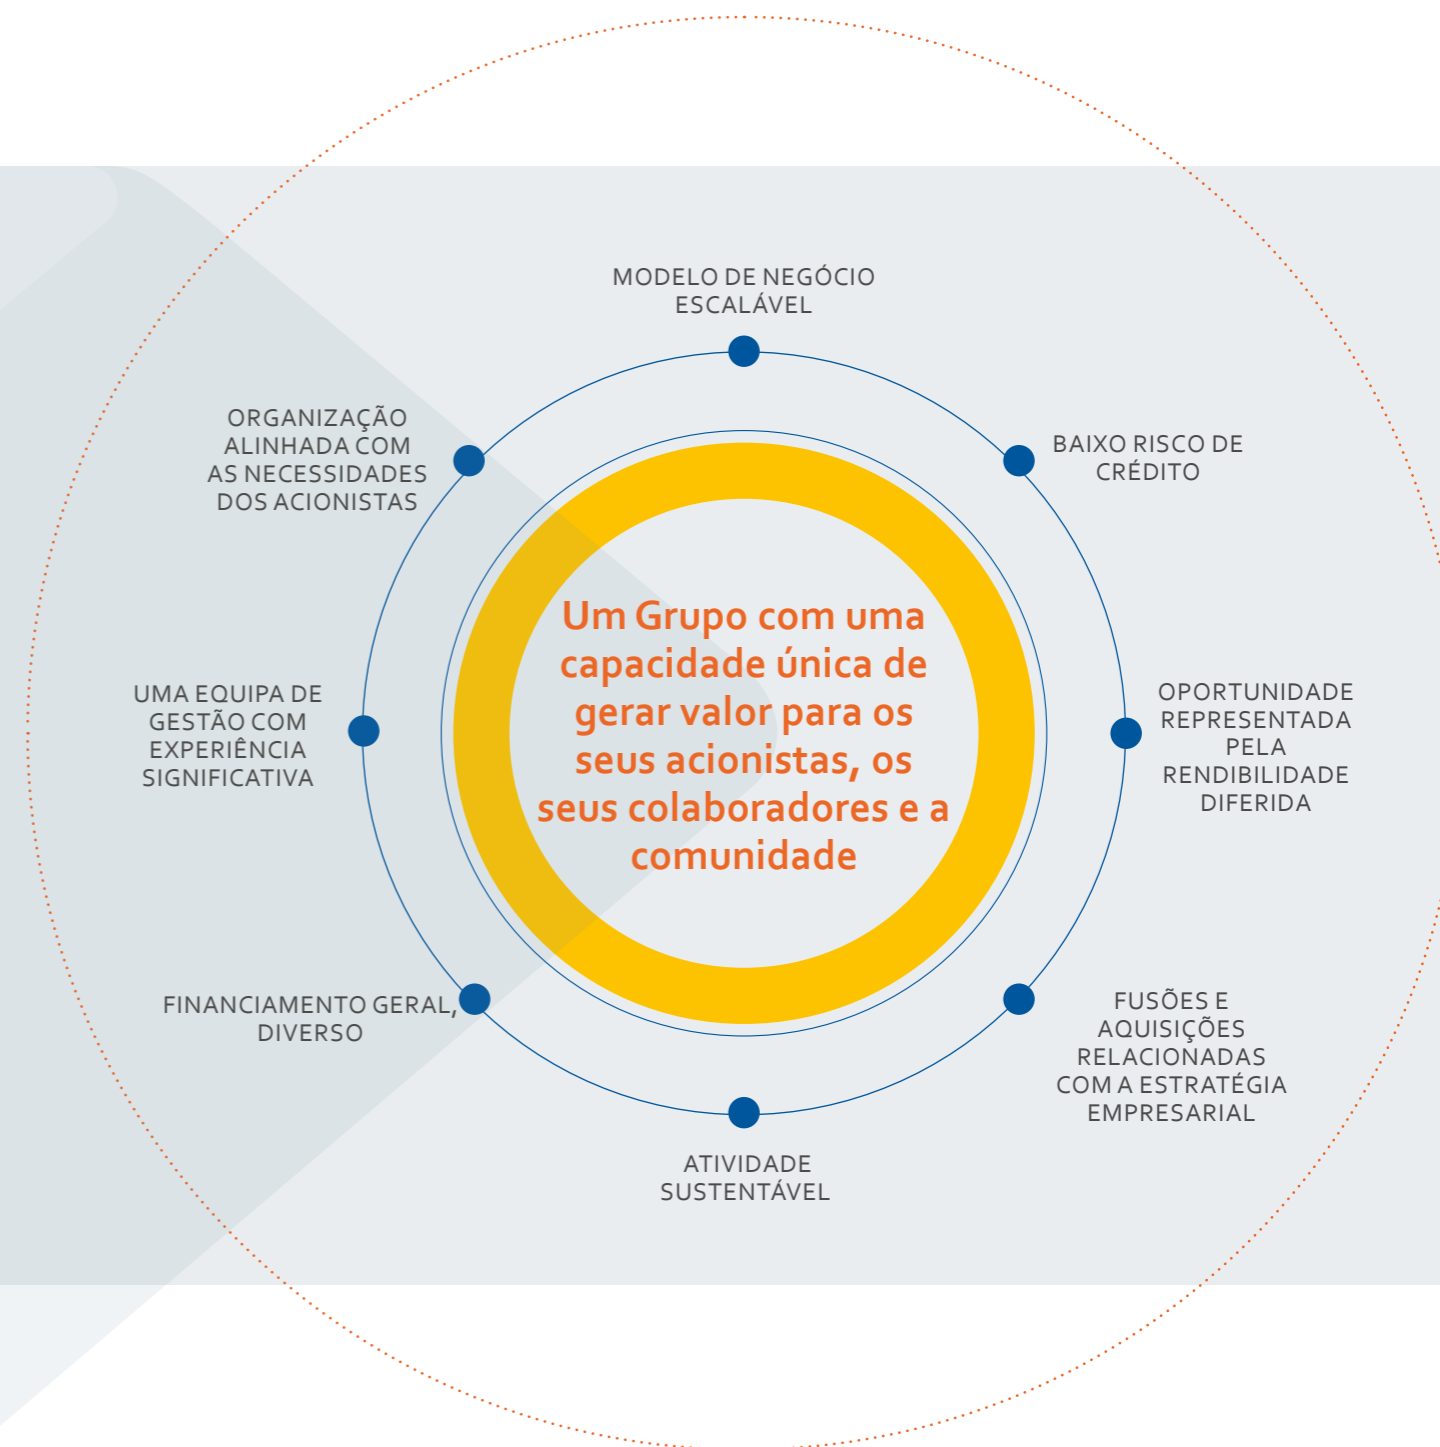 MODELO DE NEGÓCIO
ESCALÁVEL
BAIXO RISCO DE
CRÉDITO
OPORTUNIDADE
REPRESENTADA
PELA
RENDIBILIDADE
DIFERIDA
FUSÕES E
AQUISIÇÕES
RELACIONADAS
COM A ESTRATÉGIA
EMPRESARIAL
ATIVIDADE
SUSTENTÁVEL
FINANCIAMENTO GERAL,
DIVERSO
UMA EQUIPA DE
GESTÃO COM
EXPERIÊNCIA
SIGNIFICATIVA
ORGANIZAÇÃO
ALINHADA COM
AS NECESSIDADES
DOS ACIONISTAS
Um Grupo com uma
capacidade única de
gerar valor para os
seus acionistas, os
seus colaboradores e a
comunidade